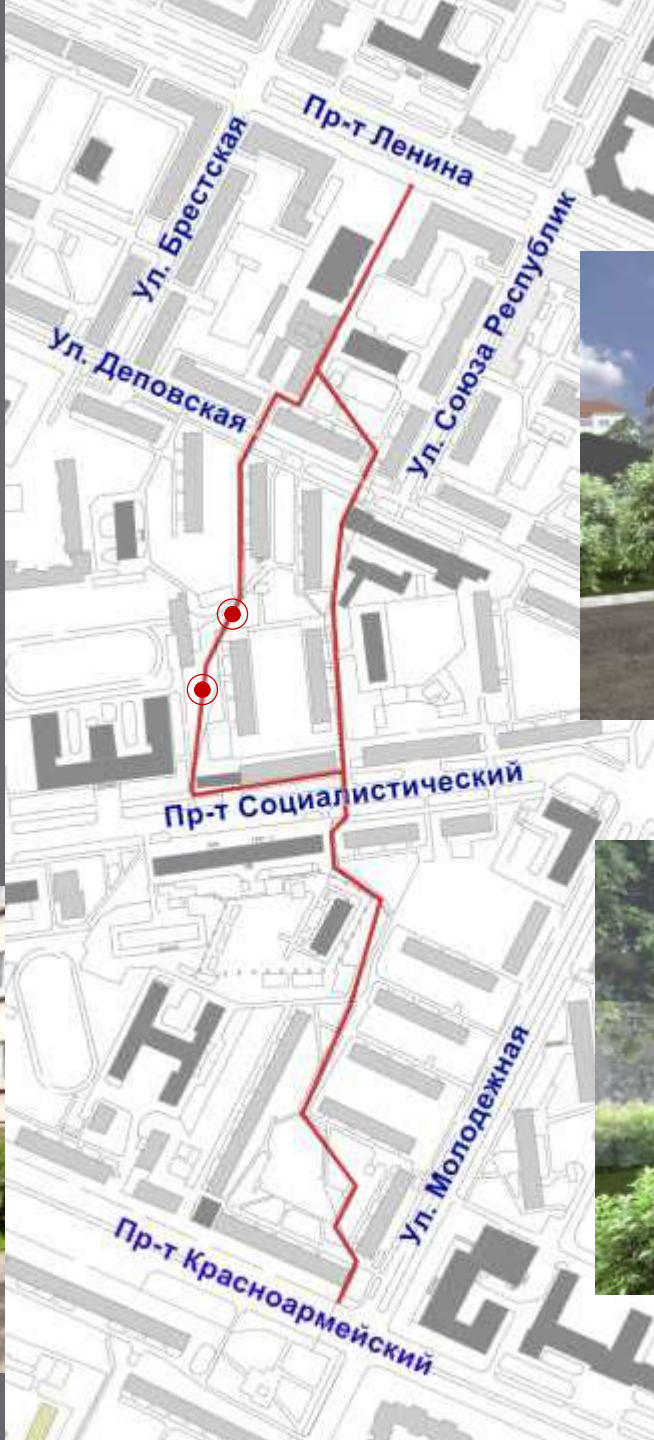 Пр-т Ленина
Ул. Брестская
Ул. Союза Республик
Ул. Деповская
Пр-т Социалистический
Ул. Молодежная
Пр-т Красноармейский